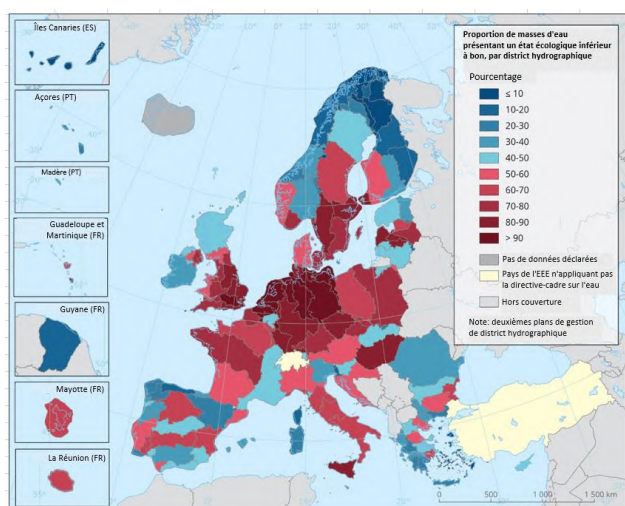 Îles Canaries (ES)
Açores (PT)
Madère (PT)
Guadeloupe et
Martinique (FR)
Guyane (FR)
Mayotte (FR)
La Réunion (FR)
Proportion de masses d'eau
présentant un état écologique inférieur
à bon, par district hydrographique
Pourcentage
≤ 10
10-20
20-30
30-40
40-50
50-60
60-70
70-80
80-90
> 90
Pas de données déclarées
Pays de l'EEE n'appliquant pas
la directive-cadre sur l'eau
Hors couverture
Note: deuxièmes plans de gestion
de district hydrographique
0 500 1 000 1 500 km